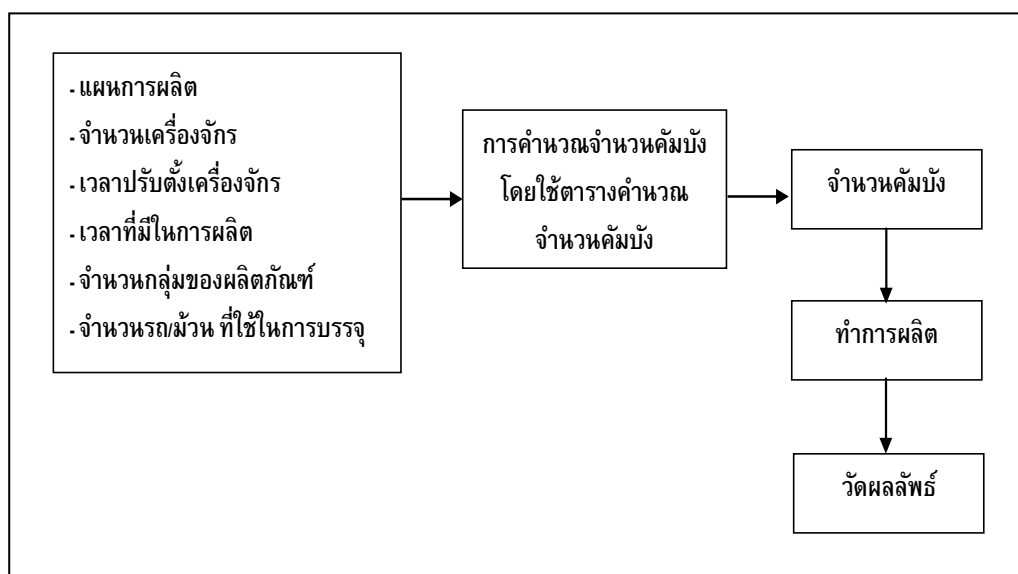 - แผนการผลิต
- จำนวนเครื่องจักร
- เวลาปรับตั้งเครื่องจักร
- เวลาที่มีในการผลิต
- จำนวนกลุ่มของผลิตภัณฑ์
- จำนวนรถ/ม้วน ที่ใช้ในการบรรจุ
การคำนวณจำนวนคัมบัง
โดยใช้ตารางคำนวณ
จำนวนคัมบัง
จำนวนคัมบัง
ทำการผลิต
วัดผลลัพธ์